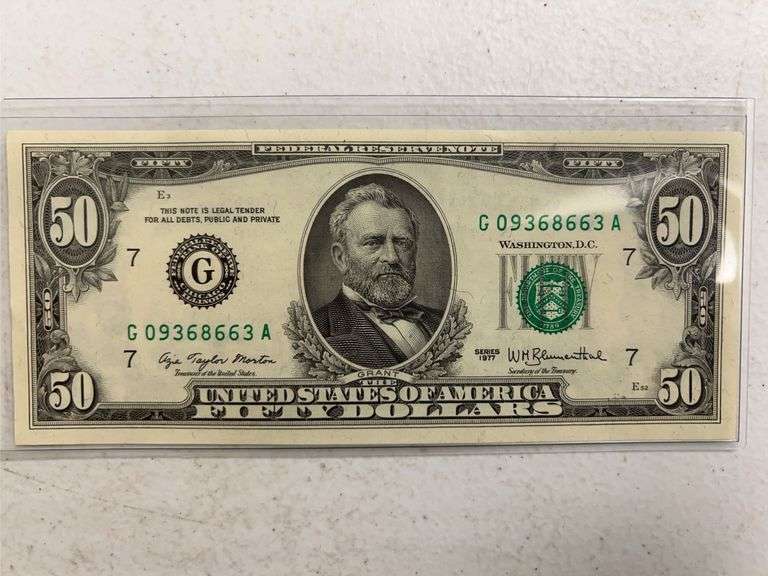 FEDERAL RESERVE NOTE
FIFTY FIFTY
50 50
E3
THIS NOTE IS LEGAL TENDER
FOR ALL DEBTS, PUBLIC AND PRIVATE
G 09368663 A
WASHINGTON, D.C.
7 7
G
FIFTY
1789
G 09368663 A
7 7
Azie Taylor Morton
Treasurer of the United States.
SERIES
1977
W M Blumenthal
Secretary of the Treasury.
GRANT
E52
50 50
THE
UNITED STATES OF AMERICA
FIFTY DOLLARS